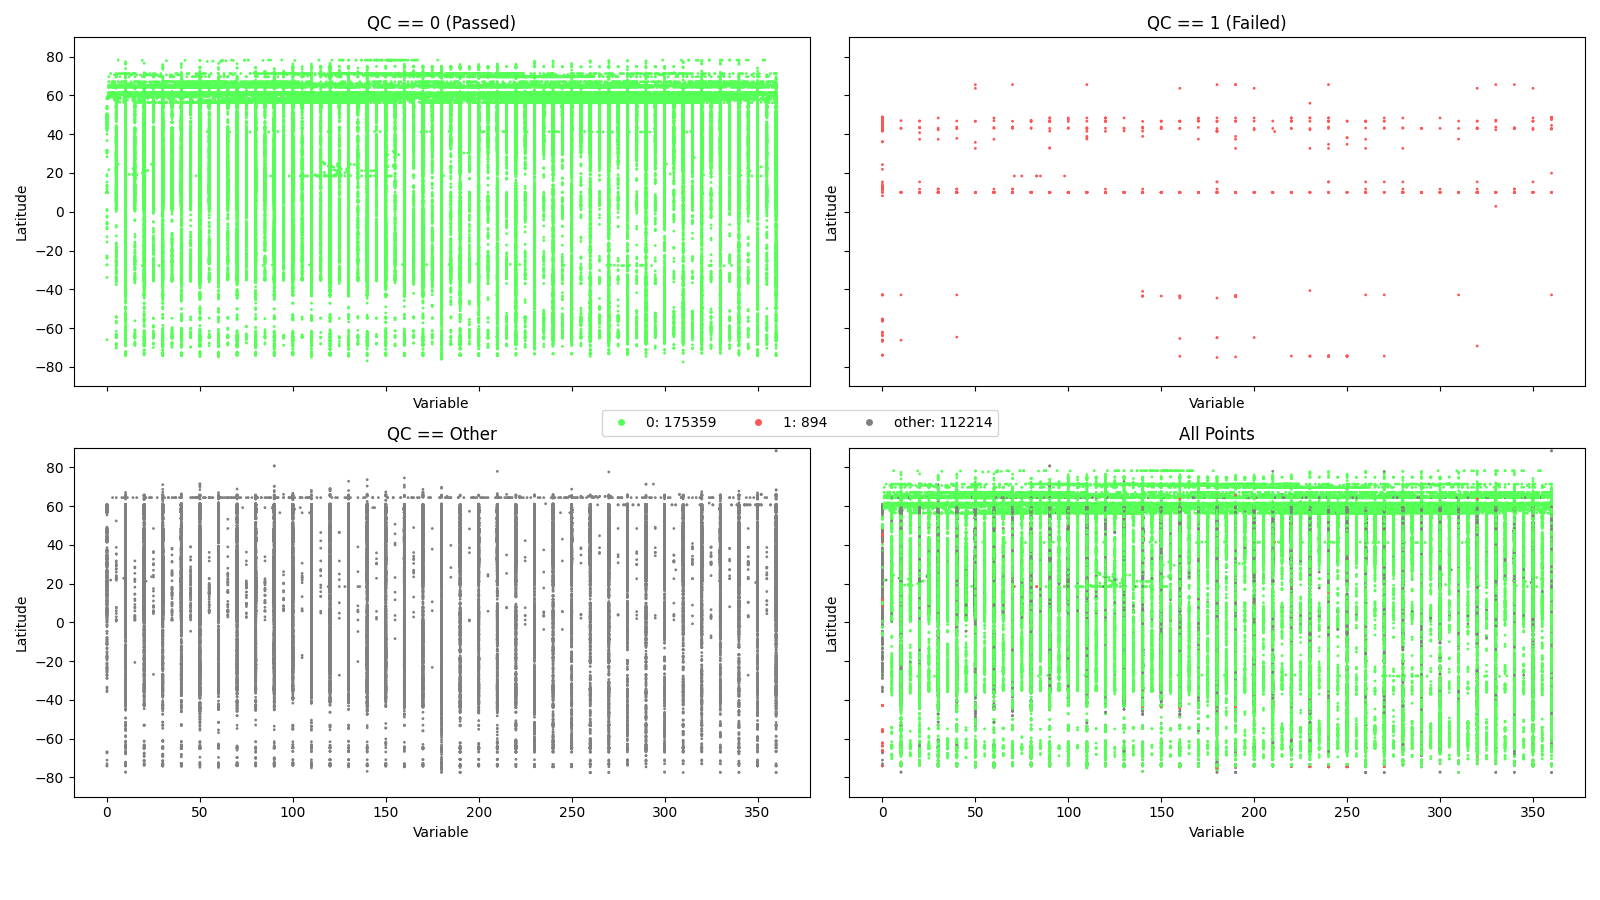 QC == 0 (Passed)
QC == 1 (Failed)
80
60
40
20
0
−20
−40
−60
−80
Latitude
Latitude
Variable
Variable
0: 175359
1: 894
other: 112214
QC == Other
All Points
80
60
40
20
0
−20
−40
−60
−80
Latitude
Latitude
0 50 100 150 200 250 300 350
0 50 100 150 200 250 300 350
Variable
Variable